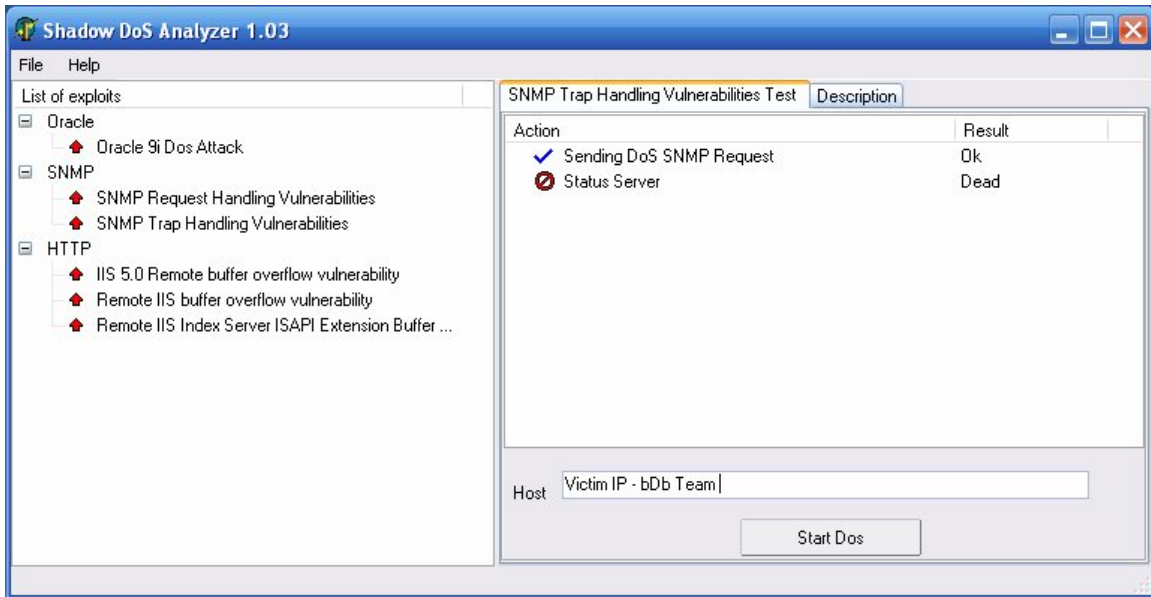 Shadow DoS Analyzer 1.03
File Help
List of exploits
Oracle
Oracle 9i Dos Attack
SNMP
SNMP Request Handling Vulnerabilities
SNMP Trap Handling Vulnerabilities
HTTP
IIS 5.0 Remote buffer overflow vulnerability
Remote IIS buffer overflow vulnerability
Remote IIS Index Server ISAPI Extension Buffer ...
SNMP Trap Handling Vulnerabilities Test Description
Action Result
Sending DoS SNMP Request Ok
Status Server Dead
Host Victim IP - bDb Team
Start Dos